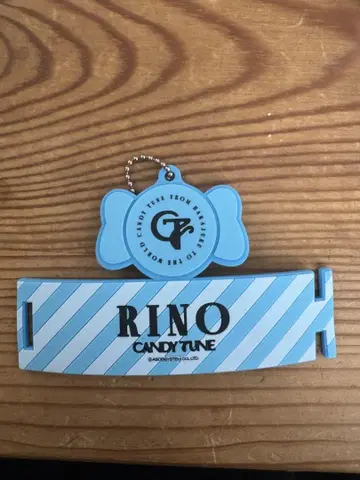 CANDY TUNE FROM HARAJUKU TO THE WORLD
CT
RINO
CANDY TUNE